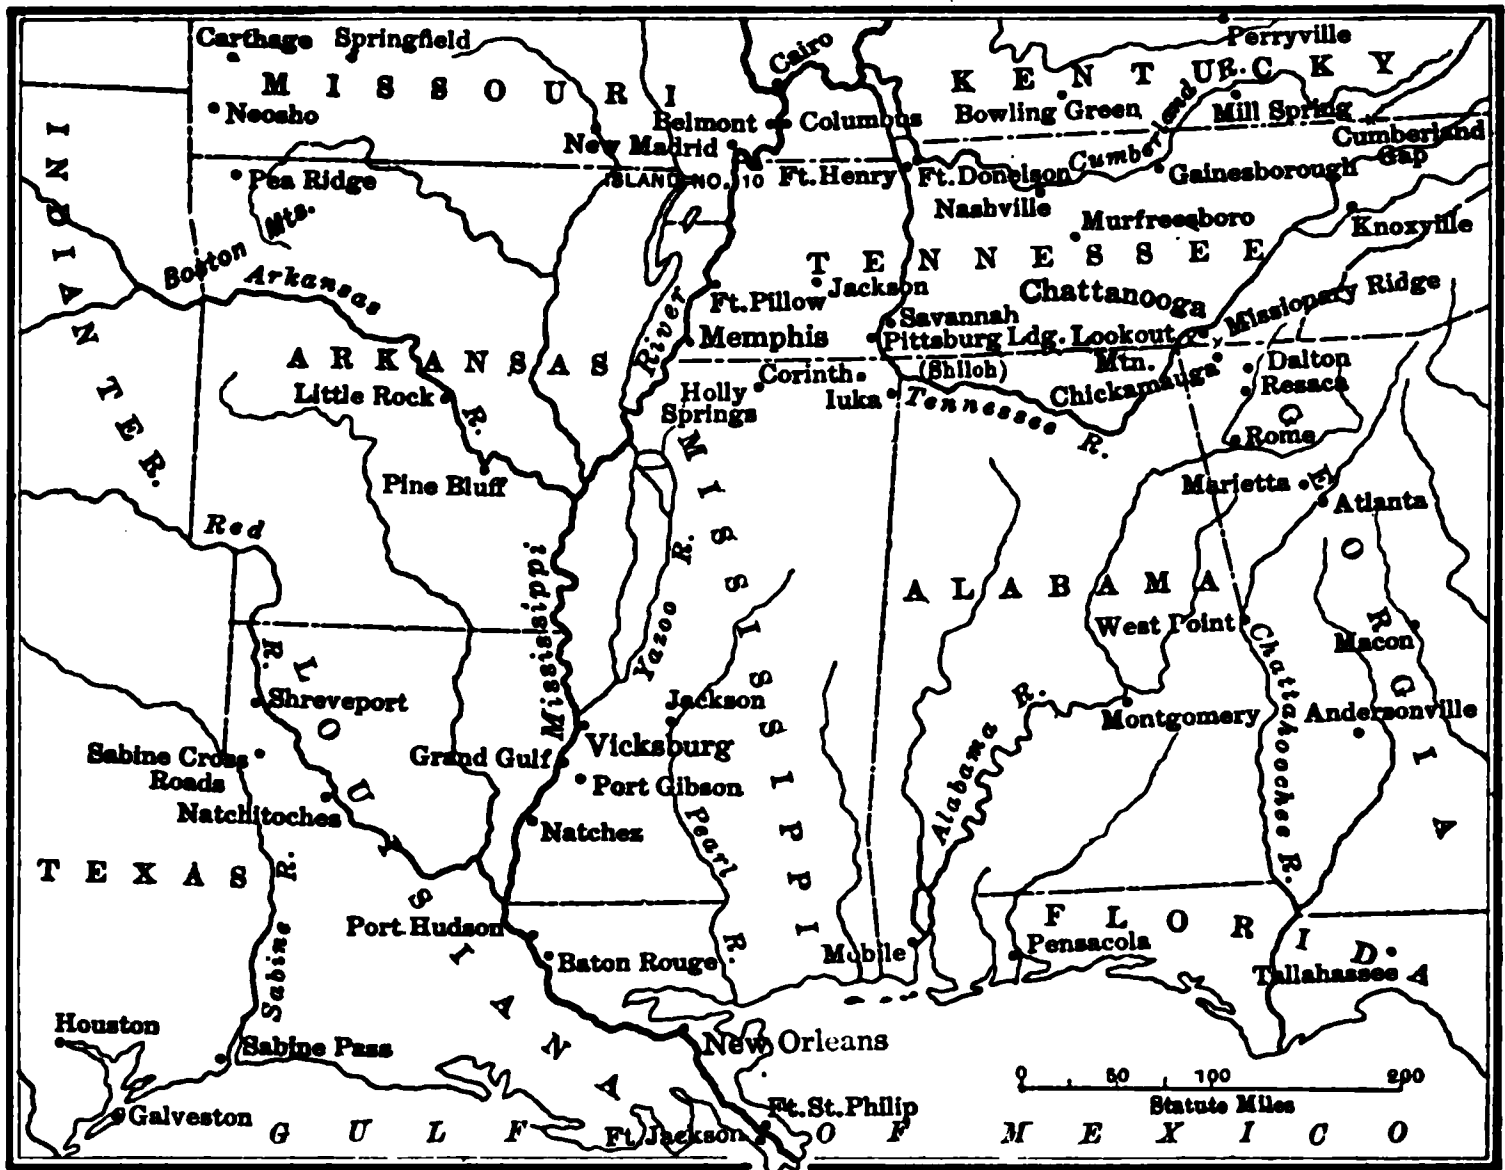 Carthage Springfield
Perryville
Cairo
MISSOURI
KENTUCKY
Neosho
Bowling Green
Cumberland R.
Mill Spring
Belmont
Columbus
Cumberland
Gap
New Madrid
ISLAND NO. 10
Ft. Henry
Ft. Donelson
Gainesborough
Pea Ridge
Nashville
Murfreesboro
Knoxville
INDIAN TER.
Boston Mts.
Arkansas R.
TENNESSEE
Ft. Pillow
Jackson
Chattanooga
Missionary Ridge
Savannah
Memphis
Pittsburg Ldg.
(Shiloh)
Lookout
Mtn.
Chickamauga
Dalton
Resaca
ARKANSAS
Mississippi River
Little Rock
Holly
Springs
Corinth
Iuka
Tennessee R.
Rome
Pine Bluff
Marietta
Atlanta
GEORGIA
Red R.
MISSISSIPPI
Yazoo R.
ALABAMA
West Point
Macon
Chattahoochee R.
LOUISIANA
Shreveport
Jackson
Alabama R.
Montgomery
Andersonville
Sabine Cross
Roads
Grand Gulf
Vicksburg
Port Gibson
Natchitoches
Natchez
Pearl R.
TEXAS
Sabine R.
Port Hudson
Baton Rouge
Mobile
FLORIDA
Pensacola
Tallahassee
Houston
Sabine Pass
New Orleans
Galveston
Ft. St. Philip
Ft. Jackson
0 50 100 200
Statute Miles
GULF OF MEXICO